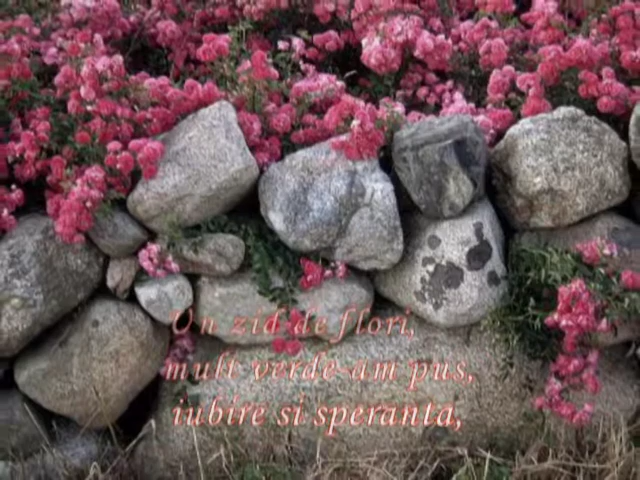 Un zid de flori,
mult verde-am pus,
iubire si speranta,